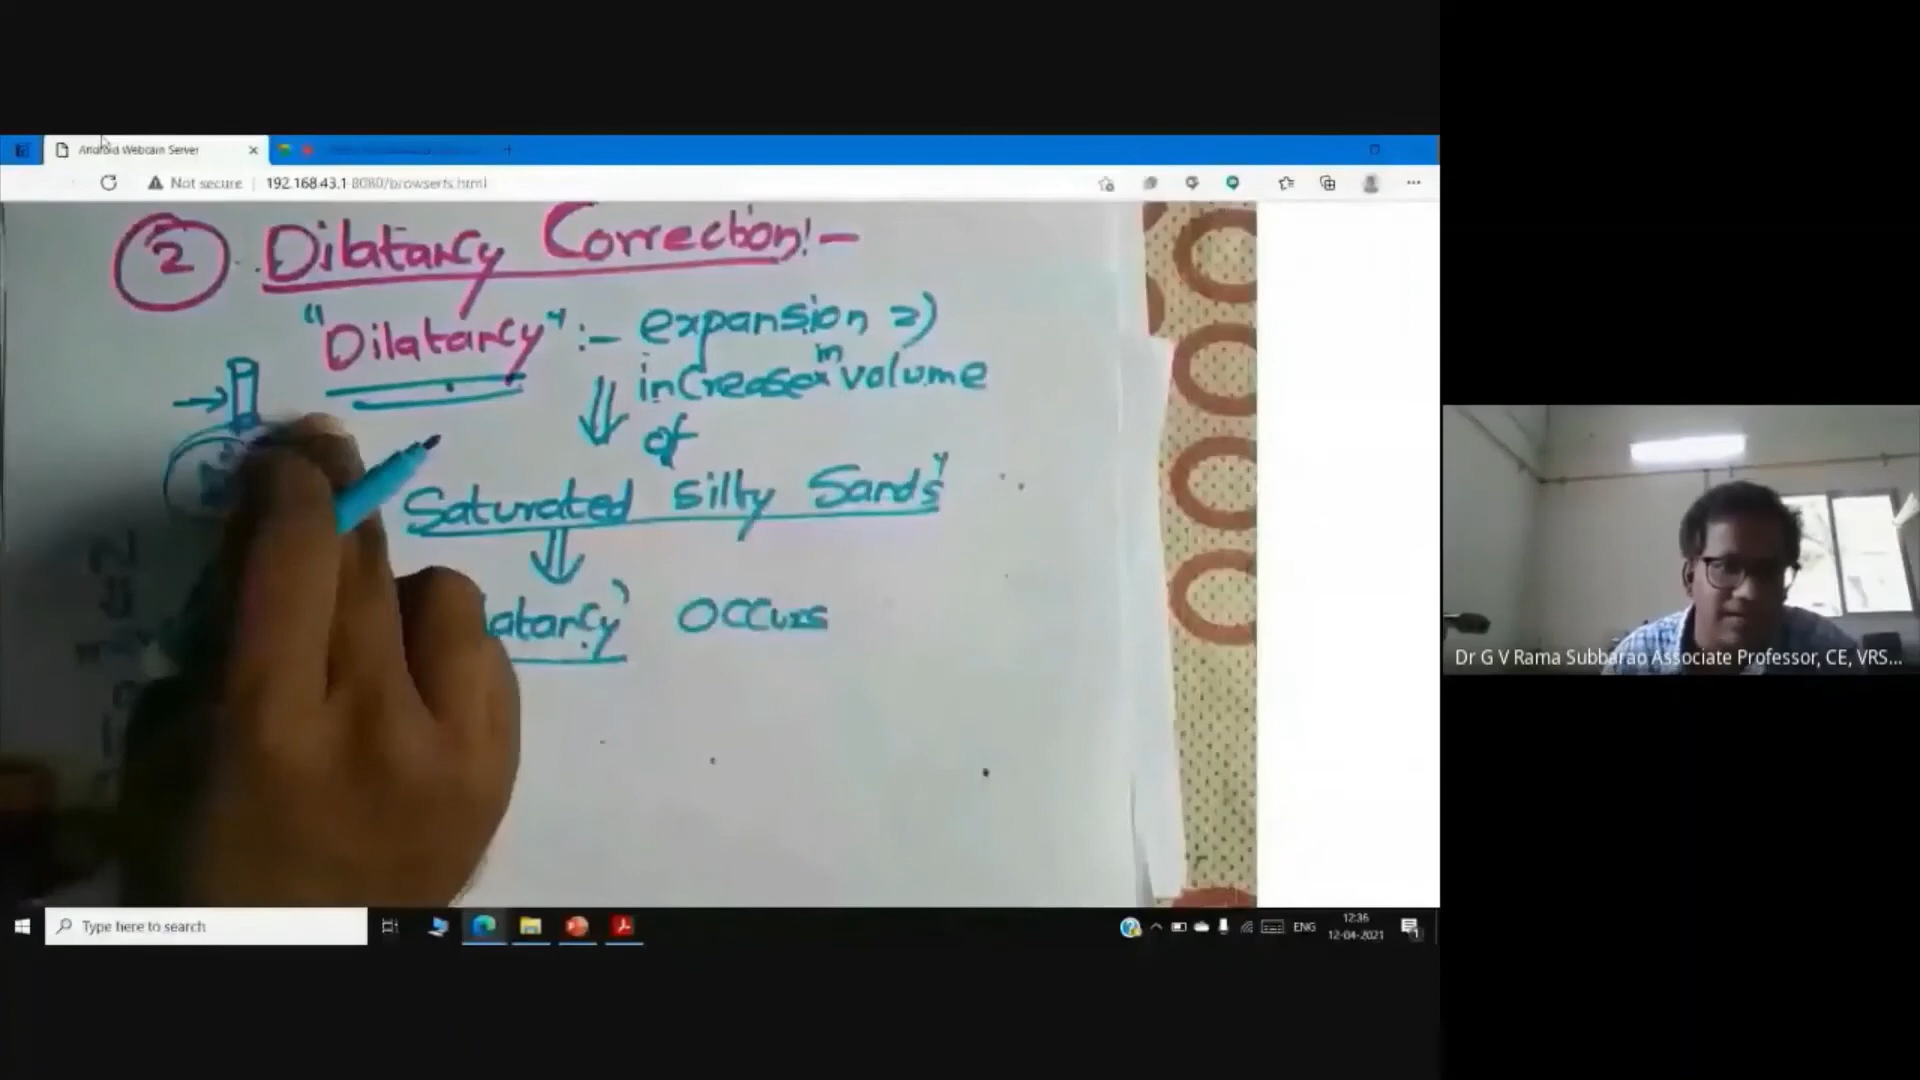 Android Webcam Server
Not secure | 192.168.43.1:8080/browserfs.html
2 Dilatancy Correction:-
"Dilatancy" :- expansion =)
increase in volume
of
Saturated Silty Sands"
latancy' occurs
Dr G V Rama Subbarao Associate Professor, CE, VRS...
Type here to search
ENG
12:36
12-04-2021
1